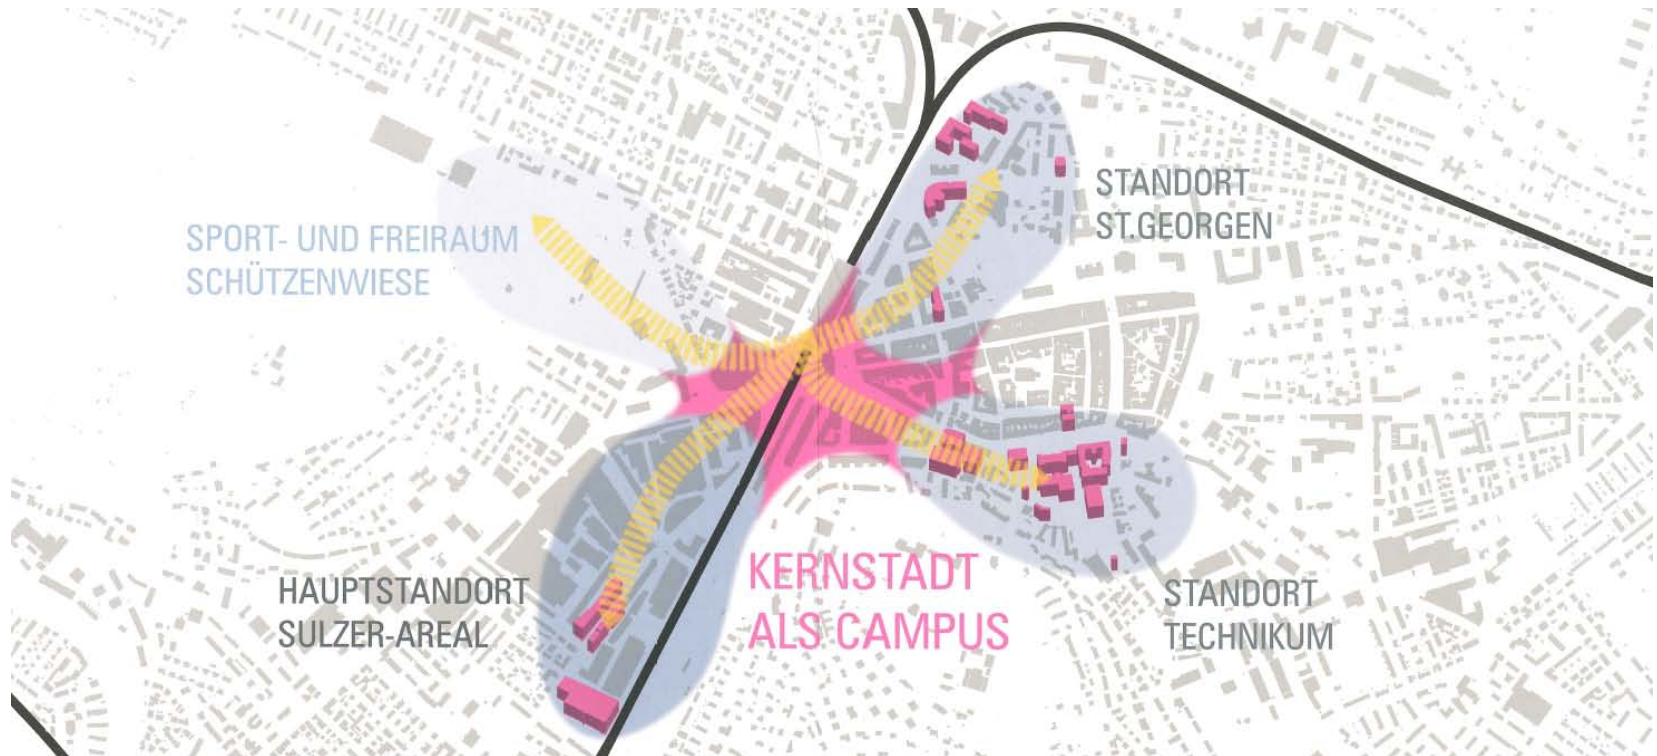 STANDORT
ST.GEORGEN
SPORT- UND FREIRAUM
SCHÜTZENWIESE
HAUPTSTANDORT
SULZER-AREAL
KERNSTADT
ALS CAMPUS
STANDORT
TECHNIKUM